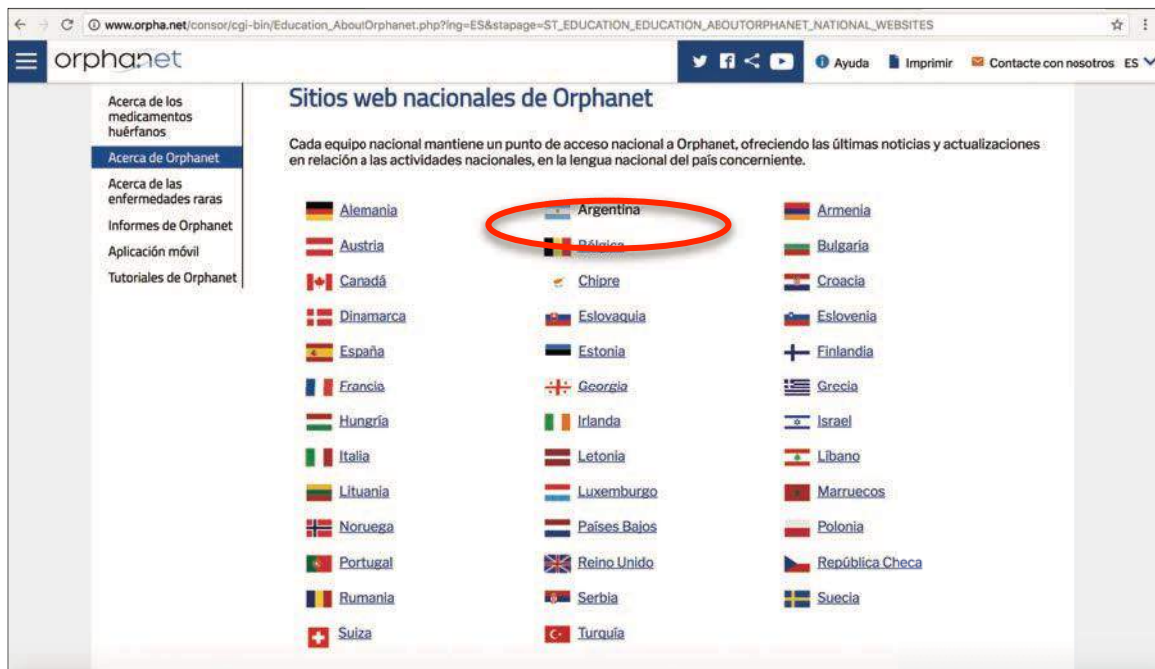 www.orpha.net/consor/cgi-bin/Education_AboutOrphanet.php?lng=ES&stapage=ST_EDUCATION_EDUCATION_ABOUTORPHANET_NATIONAL_WEBSITES
orphanet
Ayuda Imprimir Contacte con nosotros ES
Acerca de los
medicamentos
huérfanos
Acerca de Orphanet
Acerca de las
enfermedades raras
Informes de Orphanet
Aplicación móvil
Tutoriales de Orphanet
Sitios web nacionales de Orphanet
Cada equipo nacional mantiene un punto de acceso nacional a Orphanet, ofreciendo las últimas noticias y actualizaciones
en relación a las actividades nacionales, en la lengua nacional del país concerniente.
Alemania Argentina Armenia
Austria Bélgica Bulgaria
Canadá Chipre Croacia
Dinamarca Eslovaquia Eslovenia
España Estonia Finlandia
Francia Georgia Grecia
Hungría Irlanda Israel
Italia Letonia Líbano
Lituania Luxemburgo Marruecos
Noruega Países Bajos Polonia
Portugal Reino Unido República Checa
Rumania Serbia Suecia
Suiza Turquía